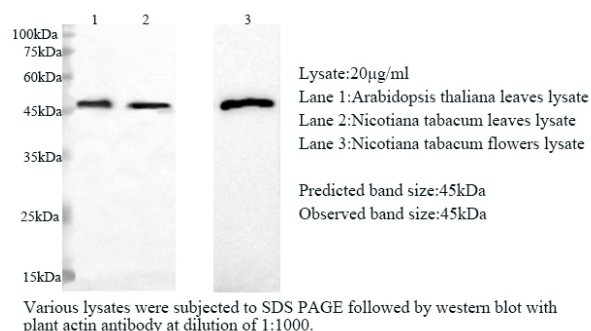 1 2 3
100kDa
75kDa
60kDa
45kDa
35kDa
25kDa
15kDa
Lysate:20µg/ml
Lane 1:Arabidopsis thaliana leaves lysate
Lane 2:Nicotiana tabacum leaves lysate
Lane 3:Nicotiana tabacum flowers lysate
Predicted band size:45kDa
Observed band size:45kDa
Various lysates were subjected to SDS PAGE followed by western blot with
plant actin antibody at dilution of 1:1000.